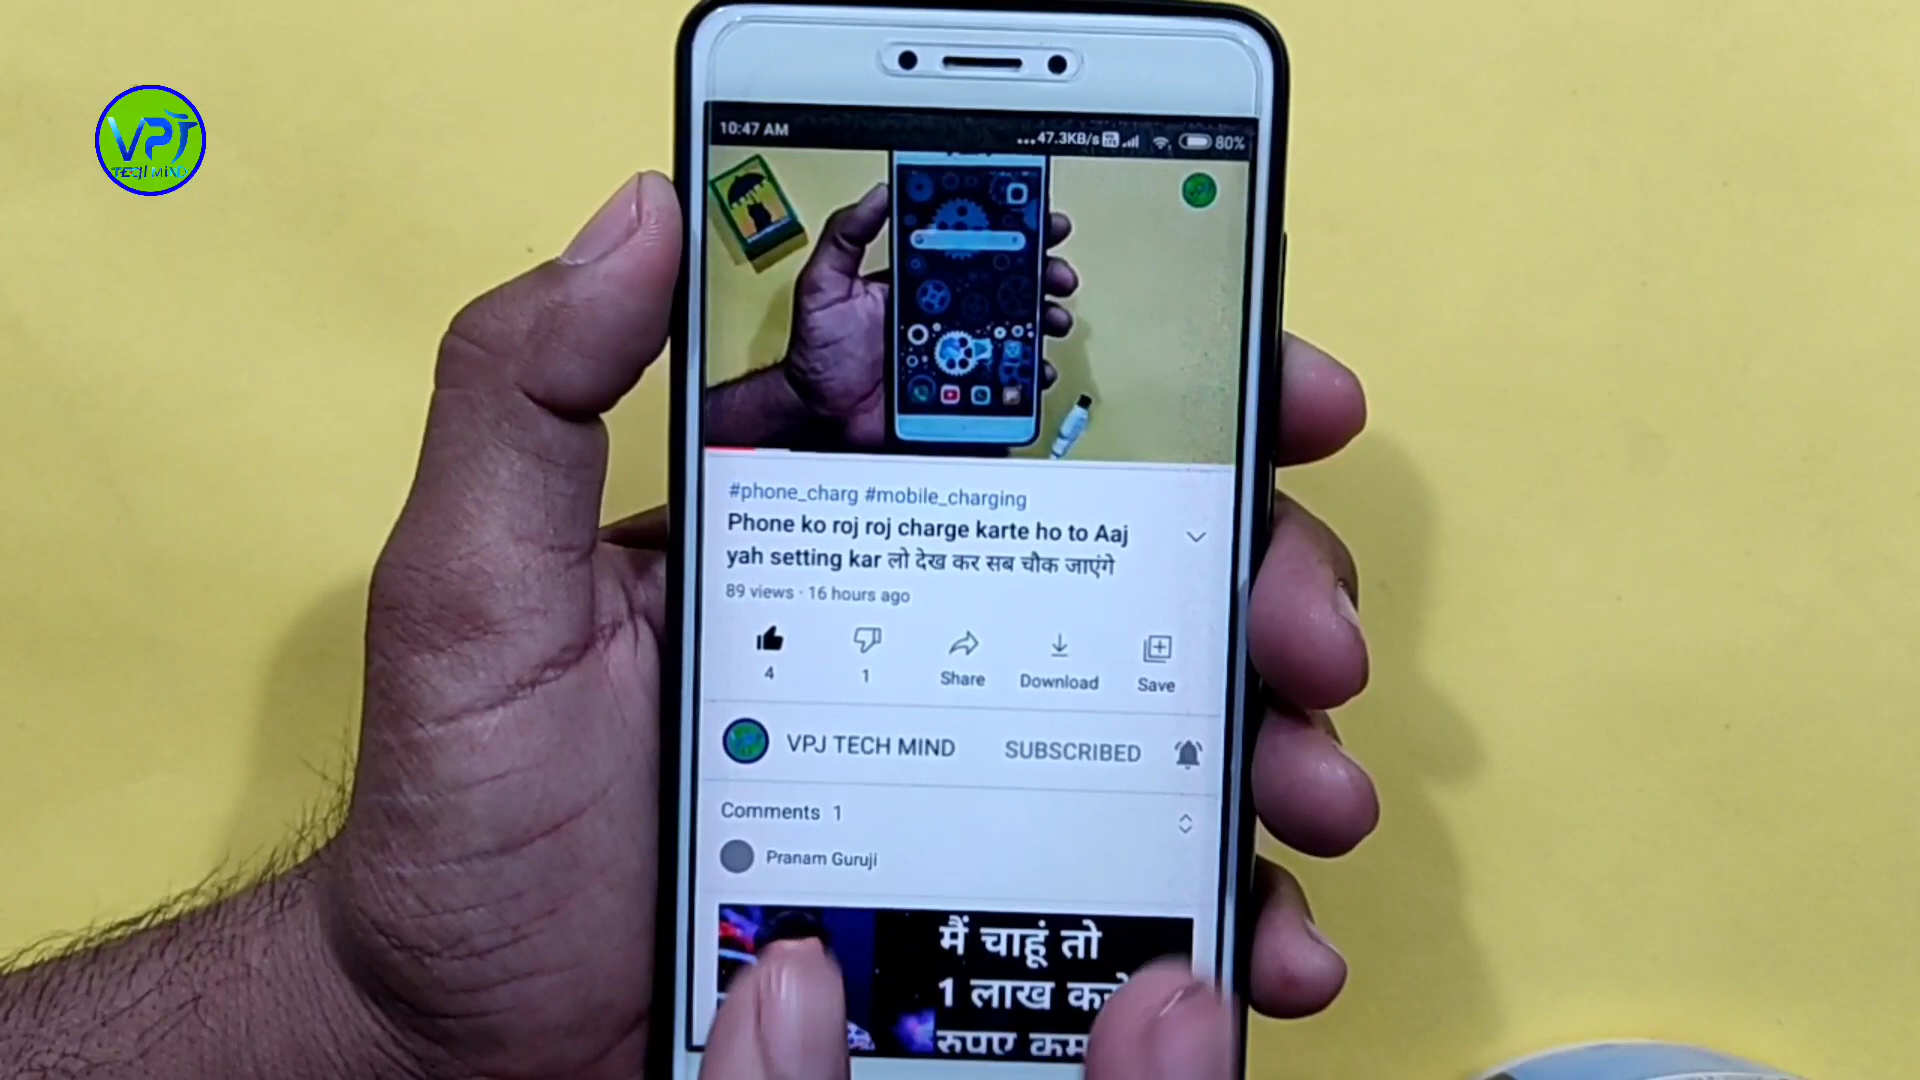 VPJ
TECH MIND
10:47 AM
...47.3KB/s 80%
#phone_charg #mobile_charging
Phone ko roj roj charge karte ho to Aaj
yah setting kar लो देख कर सब चौक जाएंगे
89 views · 16 hours ago
4
1
Share
Download
Save
VPJ TECH MIND
SUBSCRIBED
Comments 1
Pranam Guruji
मैं चाहूं तो
1 लाख
रुपए कम